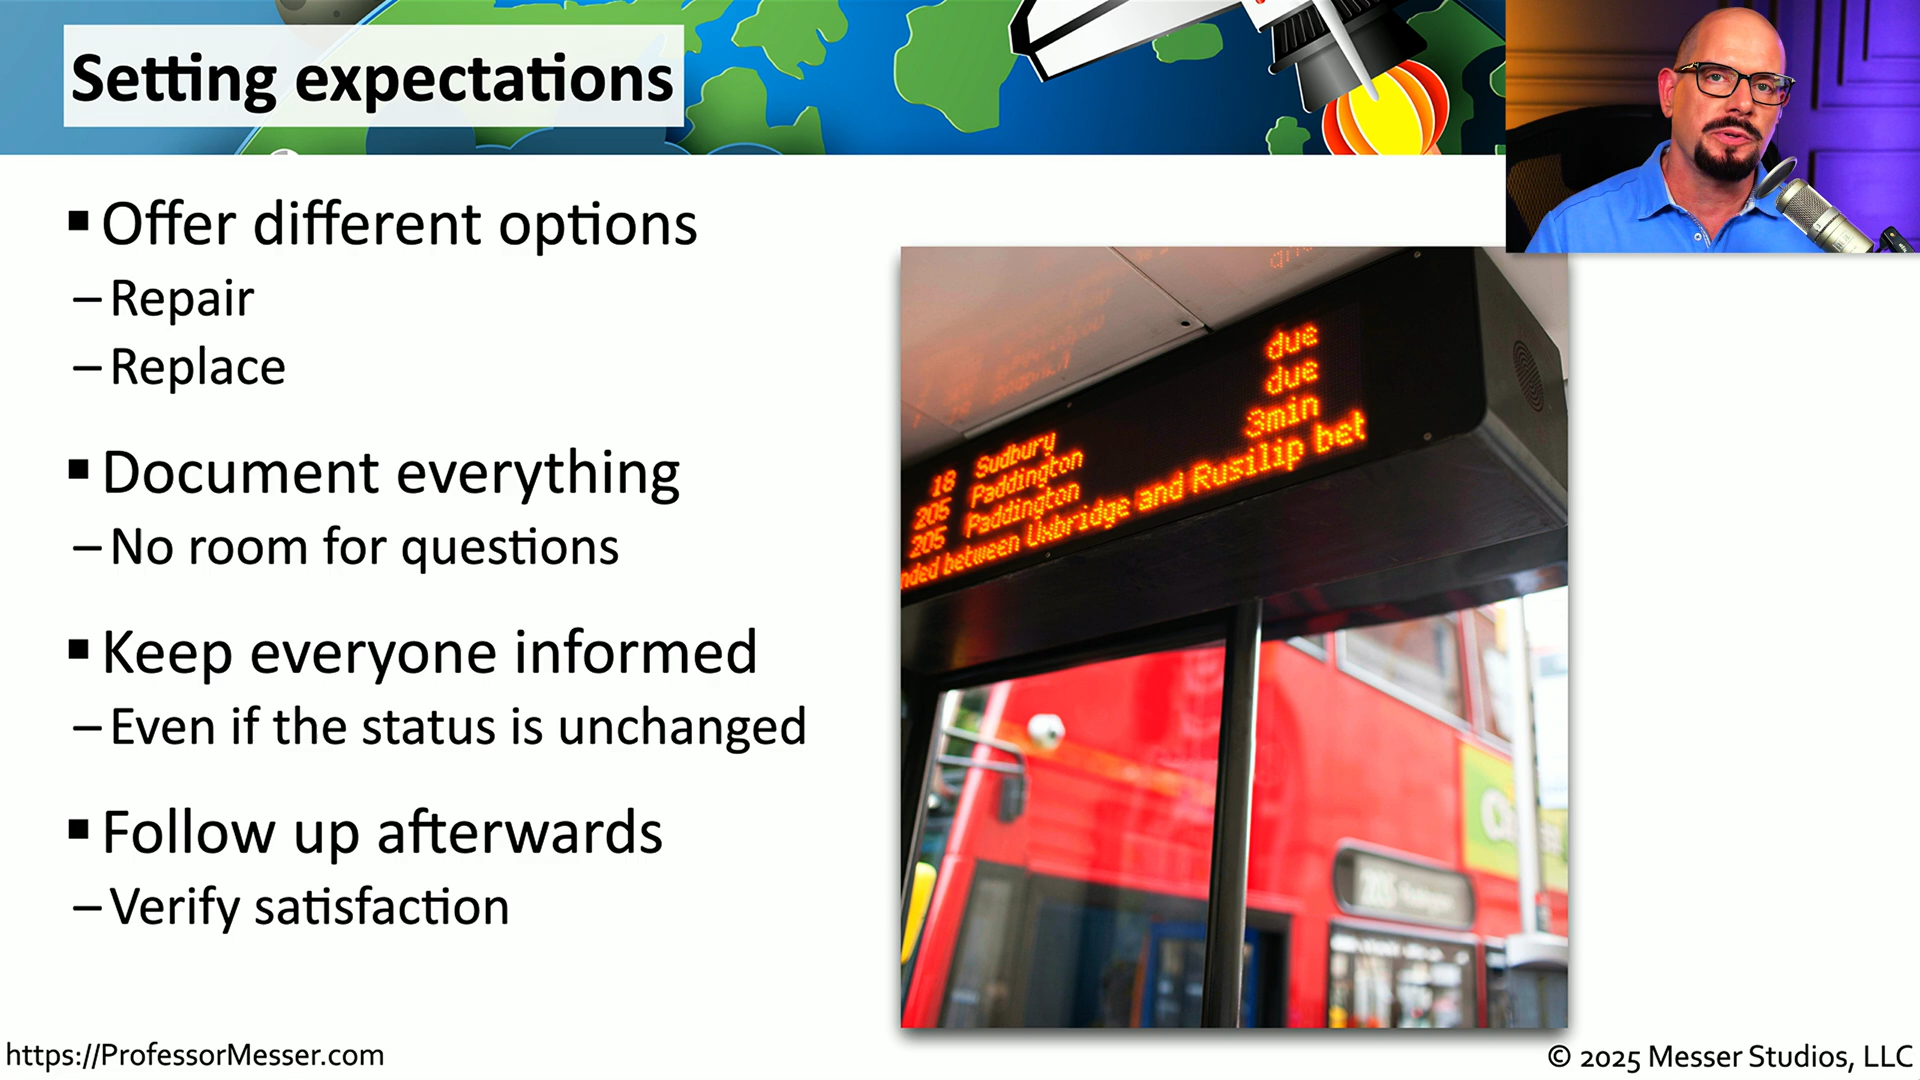 Setting expectations
▪ Offer different options
– Repair
– Replace
▪ Document everything
– No room for questions
▪ Keep everyone informed
– Even if the status is unchanged
▪ Follow up afterwards
– Verify satisfaction
18 Sudbury due
205 Paddington due
205 Paddington 3min
nded between Uxbridge and Rusilip bet
https://ProfessorMesser.com
© 2025 Messer Studios, LLC